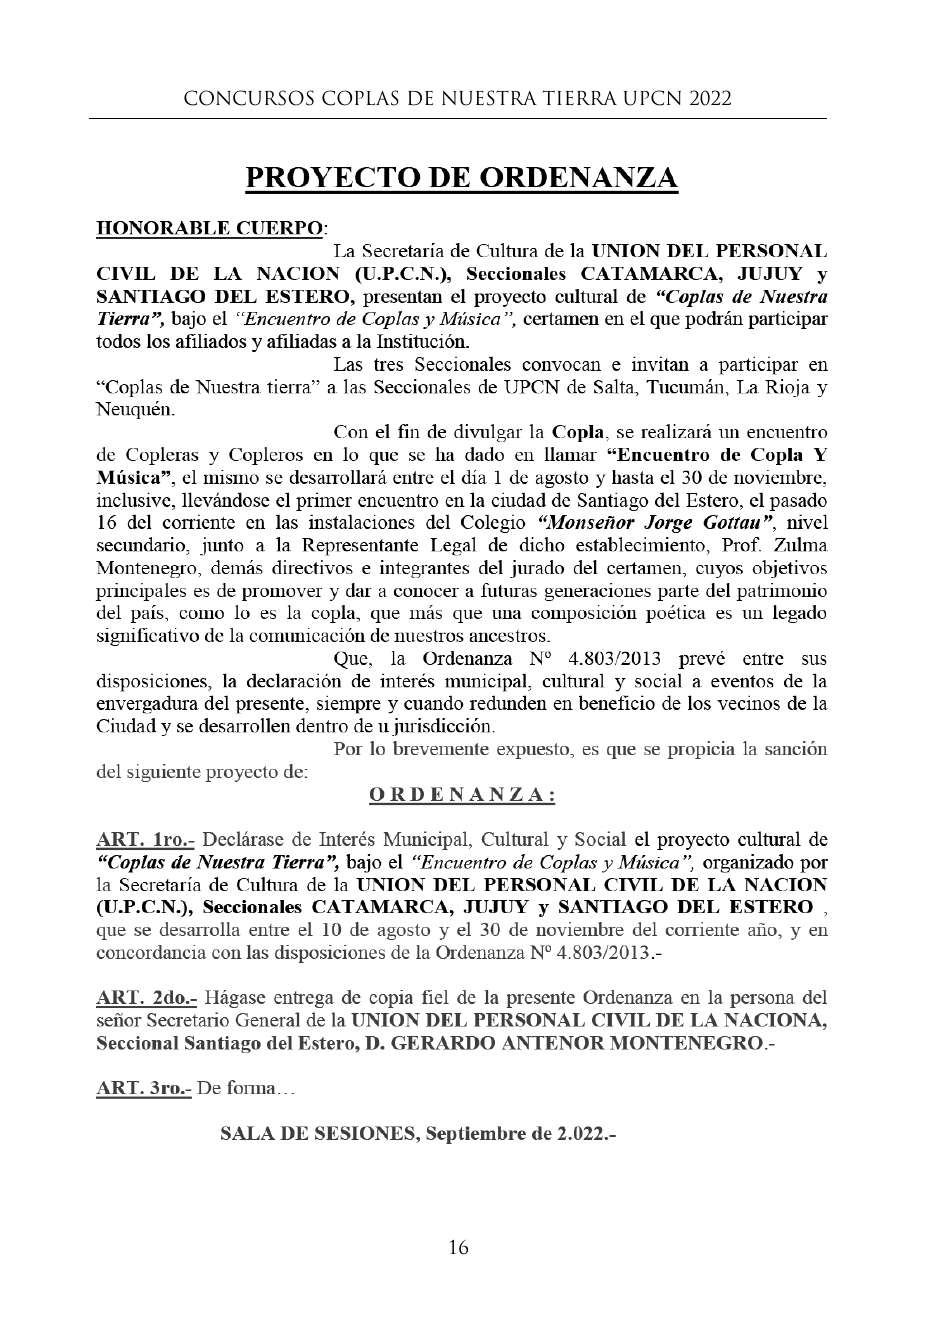 CONCURSOS COPLAS DE NUESTRA TIERRA UPCN 2022
PROYECTO DE ORDENANZA
HONORABLE CUERPO:
La Secretaría de Cultura de la UNION DEL PERSONAL
CIVIL DE LA NACION (U.P.C.N.), Seccionales CATAMARCA, JUJUY y
SANTIAGO DEL ESTERO, presentan el proyecto cultural de “Coplas de Nuestra
Tierra”, bajo el “Encuentro de Coplas y Música”, certamen en el que podrán participar
todos los afiliados y afiliadas a la Institución.
Las tres Seccionales convocan e invitan a participar en
“Coplas de Nuestra tierra” a las Seccionales de UPCN de Salta, Tucumán, La Rioja y
Neuquén.
Con el fin de divulgar la Copla, se realizará un encuentro
de Copleras y Copleros en lo que se ha dado en llamar “Encuentro de Copla Y
Música”, el mismo se desarrollará entre el día 1 de agosto y hasta el 30 de noviembre,
inclusive, llevándose el primer encuentro en la ciudad de Santiago del Estero, el pasado
16 del corriente en las instalaciones del Colegio “Monseñor Jorge Gottau”, nivel
secundario, junto a la Representante Legal de dicho establecimiento, Prof. Zulma
Montenegro, demás directivos e integrantes del jurado del certamen, cuyos objetivos
principales es de promover y dar a conocer a futuras generaciones parte del patrimonio
del país, como lo es la copla, que más que una composición poética es un legado
significativo de la comunicación de nuestros ancestros.
Que, la Ordenanza Nº 4.803/2013 prevé entre sus
disposiciones, la declaración de interés municipal, cultural y social a eventos de la
envergadura del presente, siempre y cuando redunden en beneficio de los vecinos de la
Ciudad y se desarrollen dentro de u jurisdicción.
Por lo brevemente expuesto, es que se propicia la sanción
del siguiente proyecto de:
O R D E N A N Z A :
ART. 1ro.- Declárase de Interés Municipal, Cultural y Social el proyecto cultural de
“Coplas de Nuestra Tierra”, bajo el “Encuentro de Coplas y Música”, organizado por
la Secretaría de Cultura de la UNION DEL PERSONAL CIVIL DE LA NACION
(U.P.C.N.), Seccionales CATAMARCA, JUJUY y SANTIAGO DEL ESTERO ,
que se desarrolla entre el 10 de agosto y el 30 de noviembre del corriente año, y en
concordancia con las disposiciones de la Ordenanza Nº 4.803/2013.-
ART. 2do.- Hágase entrega de copia fiel de la presente Ordenanza en la persona del
señor Secretario General de la UNION DEL PERSONAL CIVIL DE LA NACIONA,
Seccional Santiago del Estero, D. GERARDO ANTENOR MONTENEGRO.-
ART. 3ro.- De forma…
SALA DE SESIONES, Septiembre de 2.022.-
16